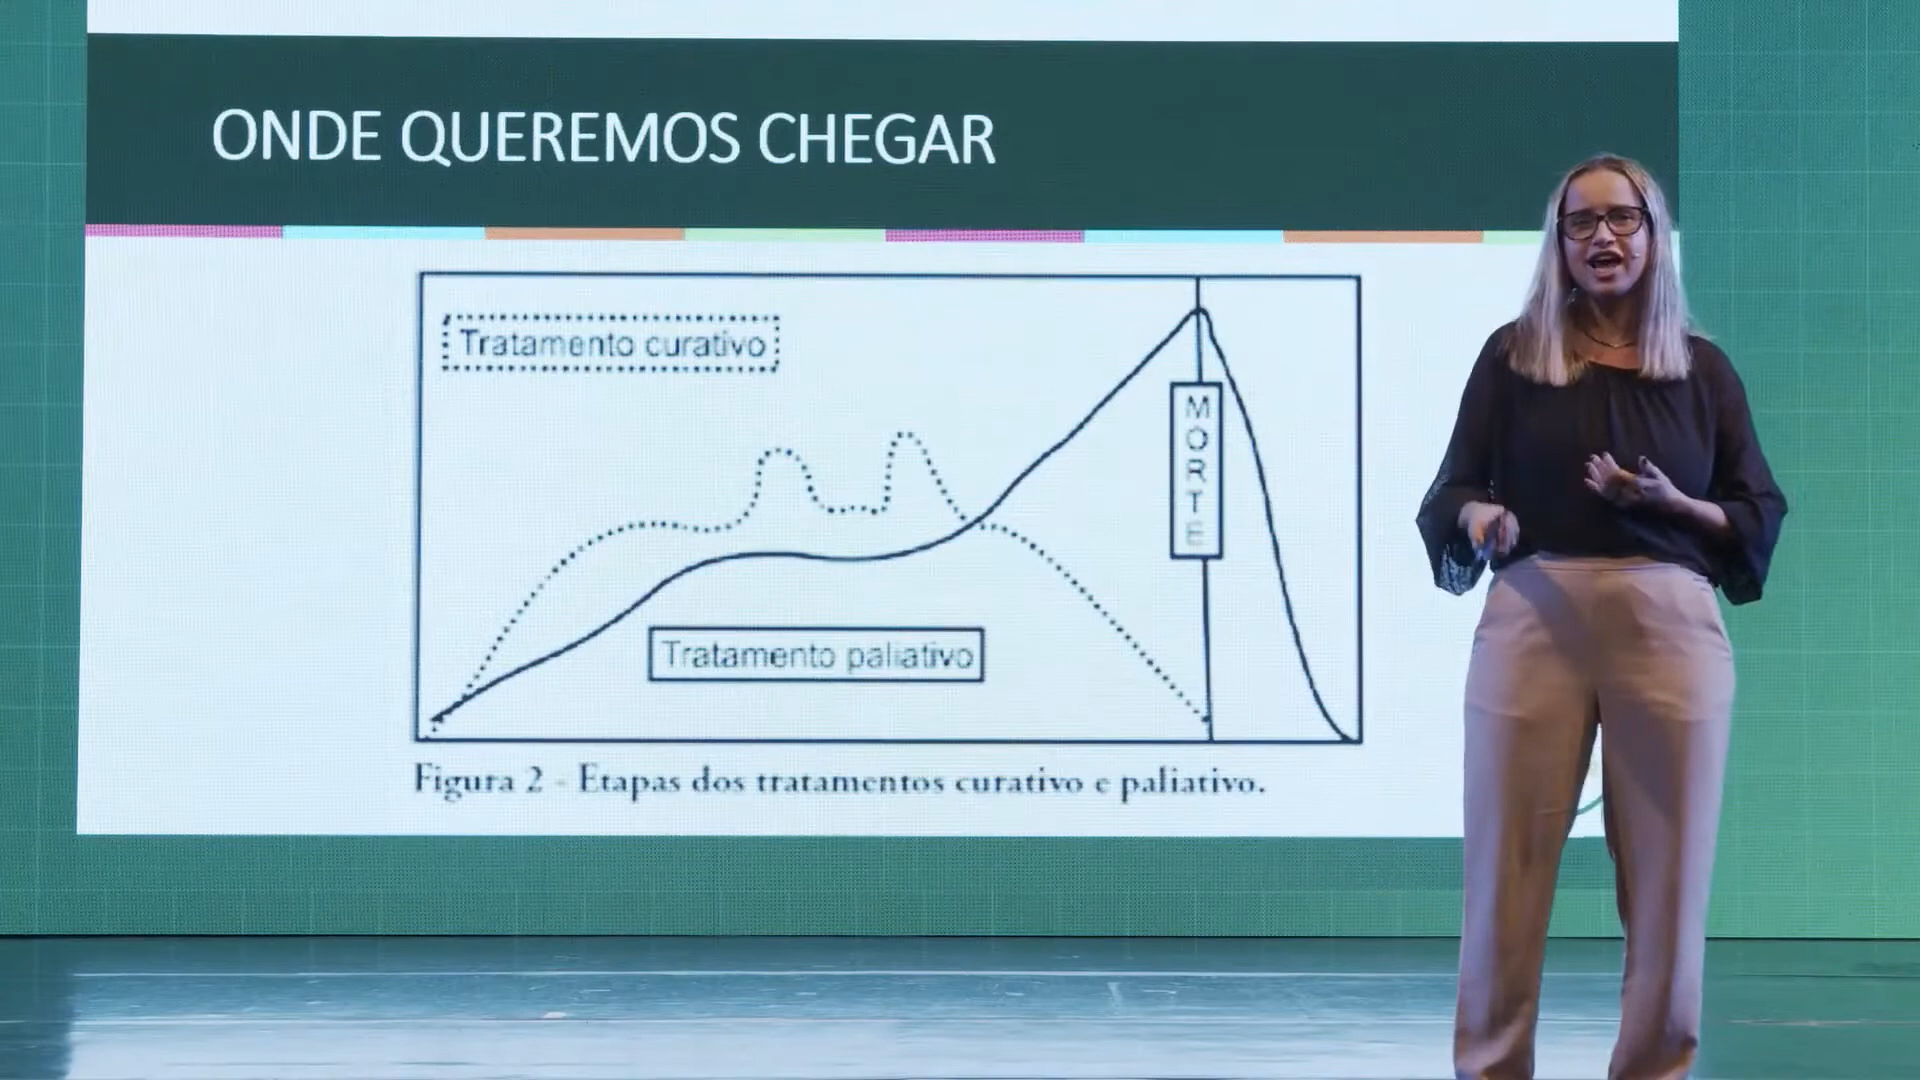 ONDE QUEREMOS CHEGAR
Tratamento curativo
MORTE
Tratamento paliativo
Figura 2 - Etapas dos tratamentos curativo e paliativo.